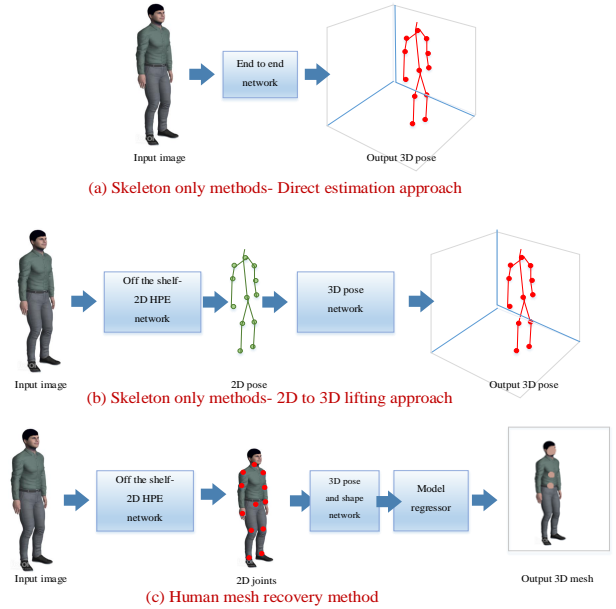 End to end
network
Input image
Output 3D pose
(a) Skeleton only methods- Direct estimation approach
Off the shelf-
2D HPE
network
3D pose
network
Input image
2D pose
Output 3D pose
(b) Skeleton only methods- 2D to 3D lifting approach
Off the shelf-
2D HPE
network
3D pose
and shape
network
Model
regressor
Input image
2D joints
Output 3D mesh
(c) Human mesh recovery method